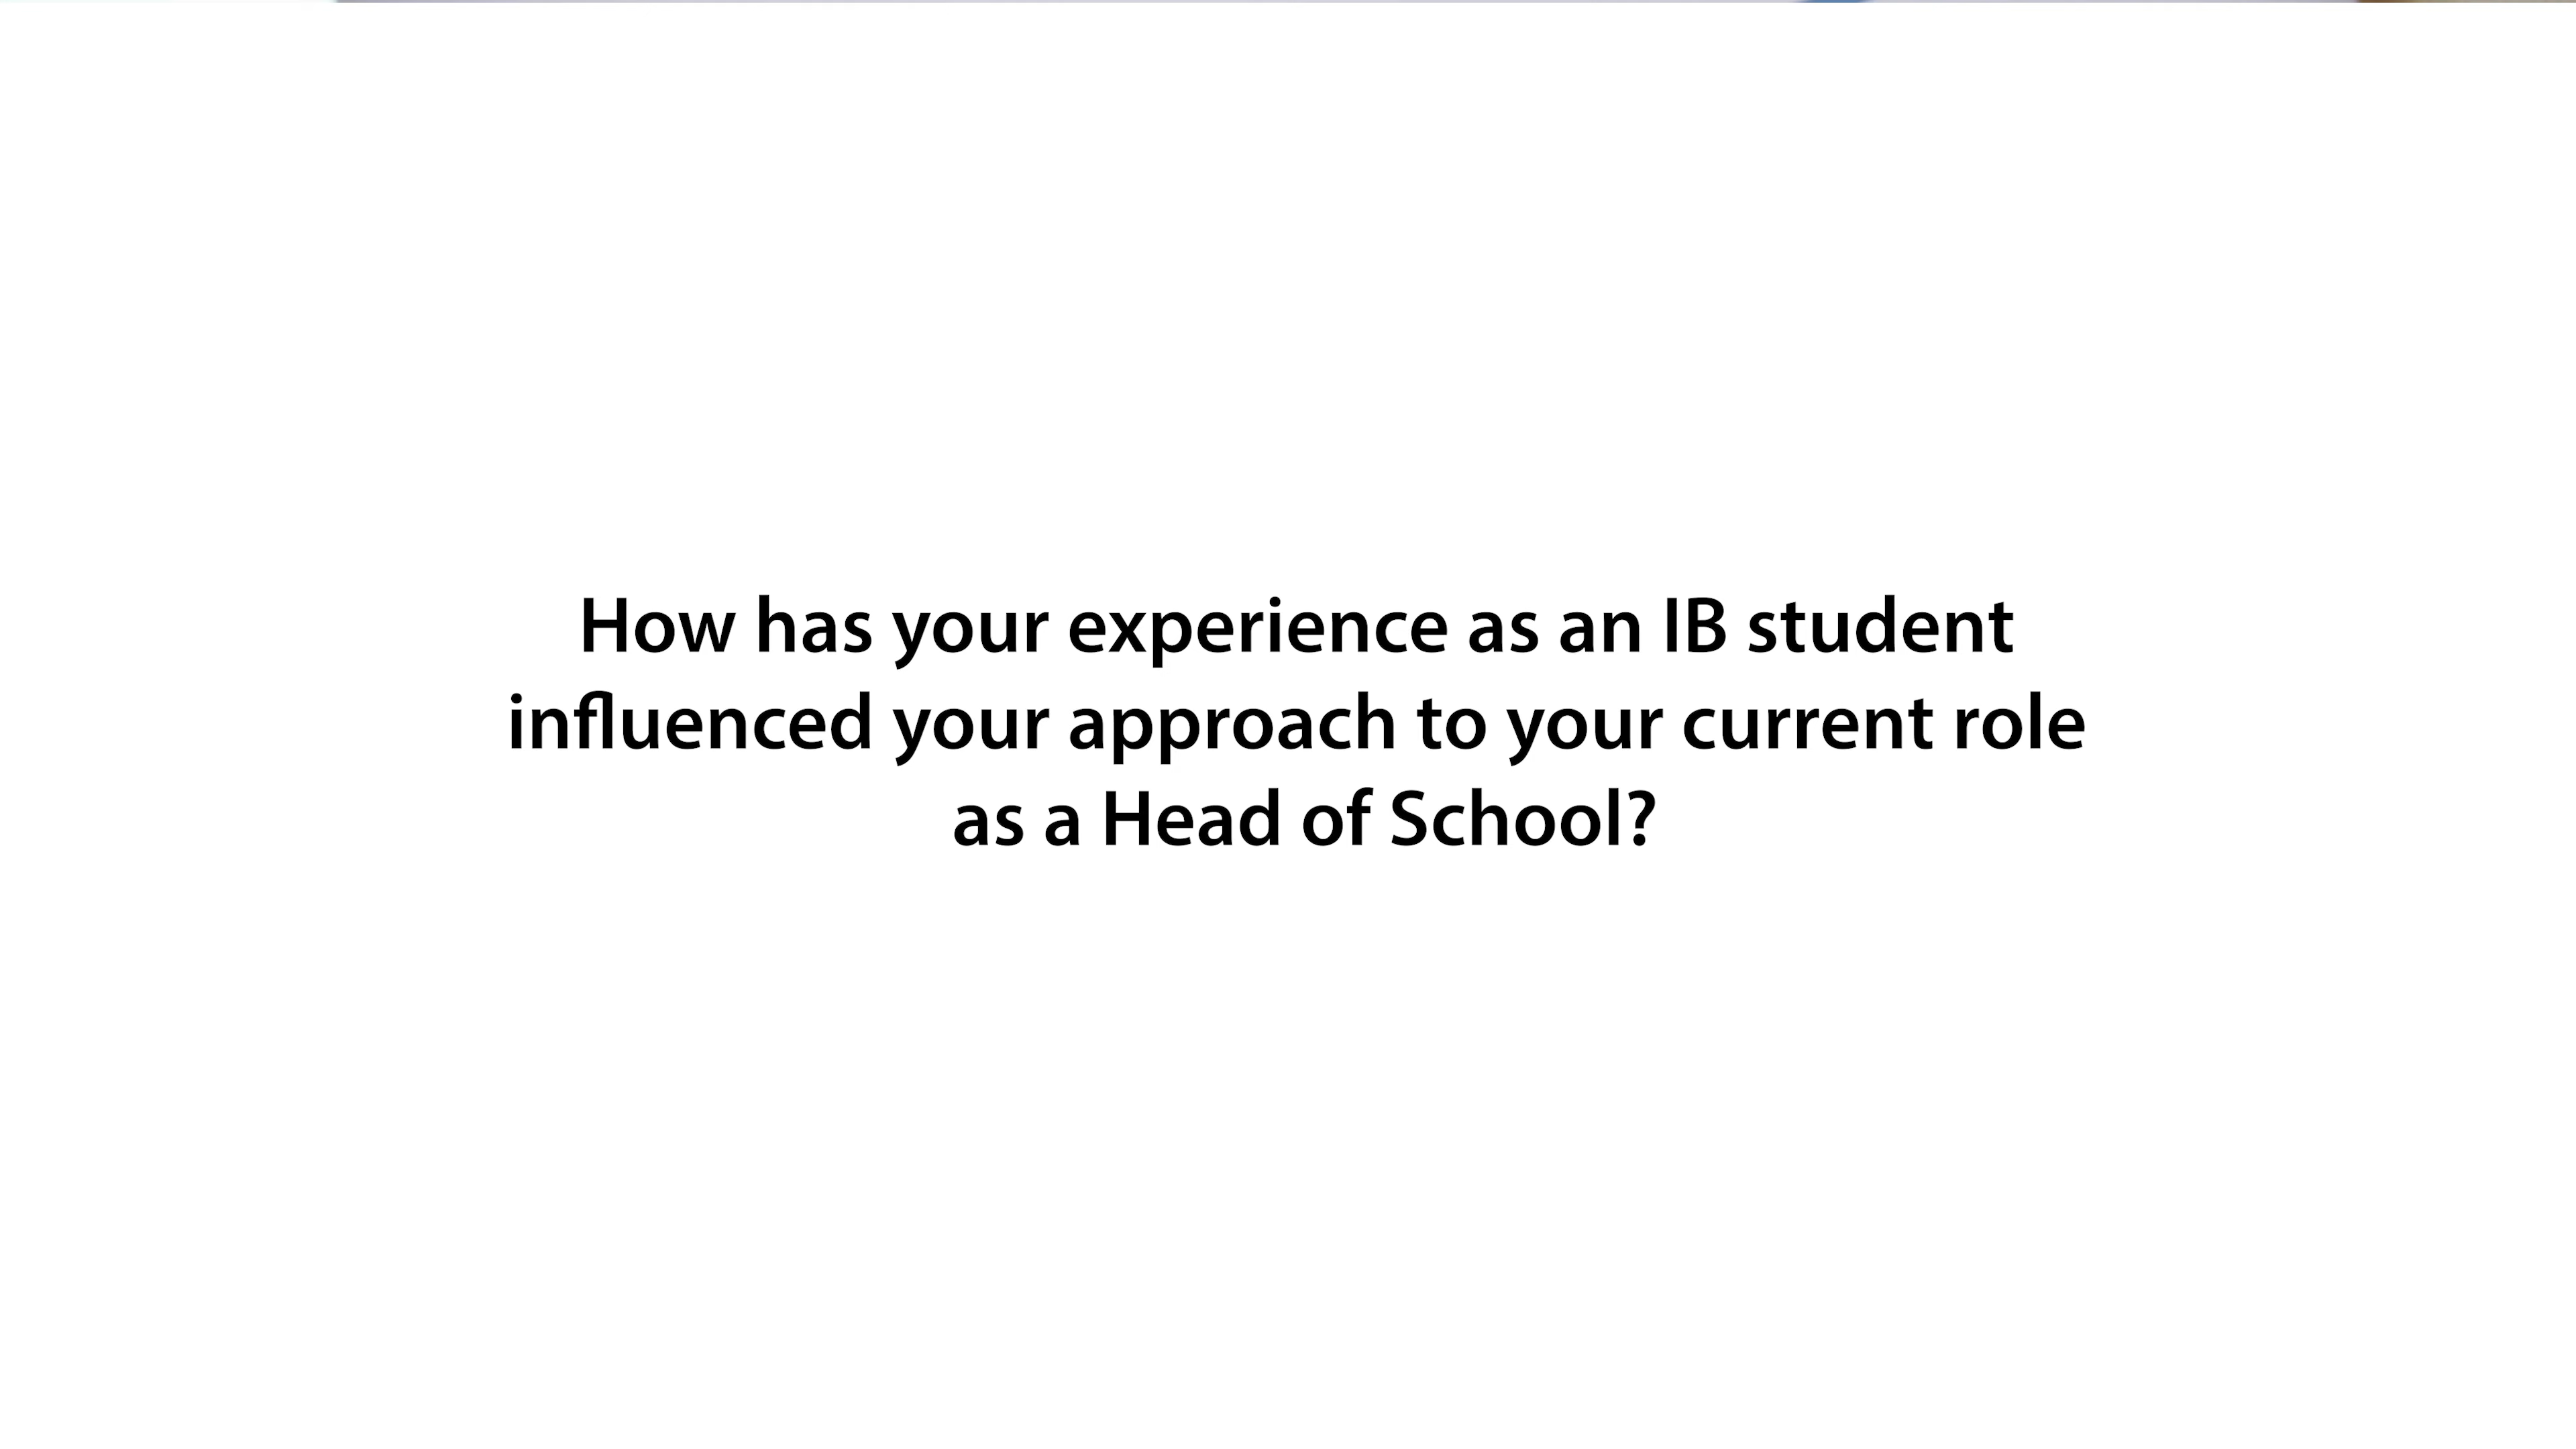 How has your experience as an IB student
influenced your approach to your current role
as a Head of School?